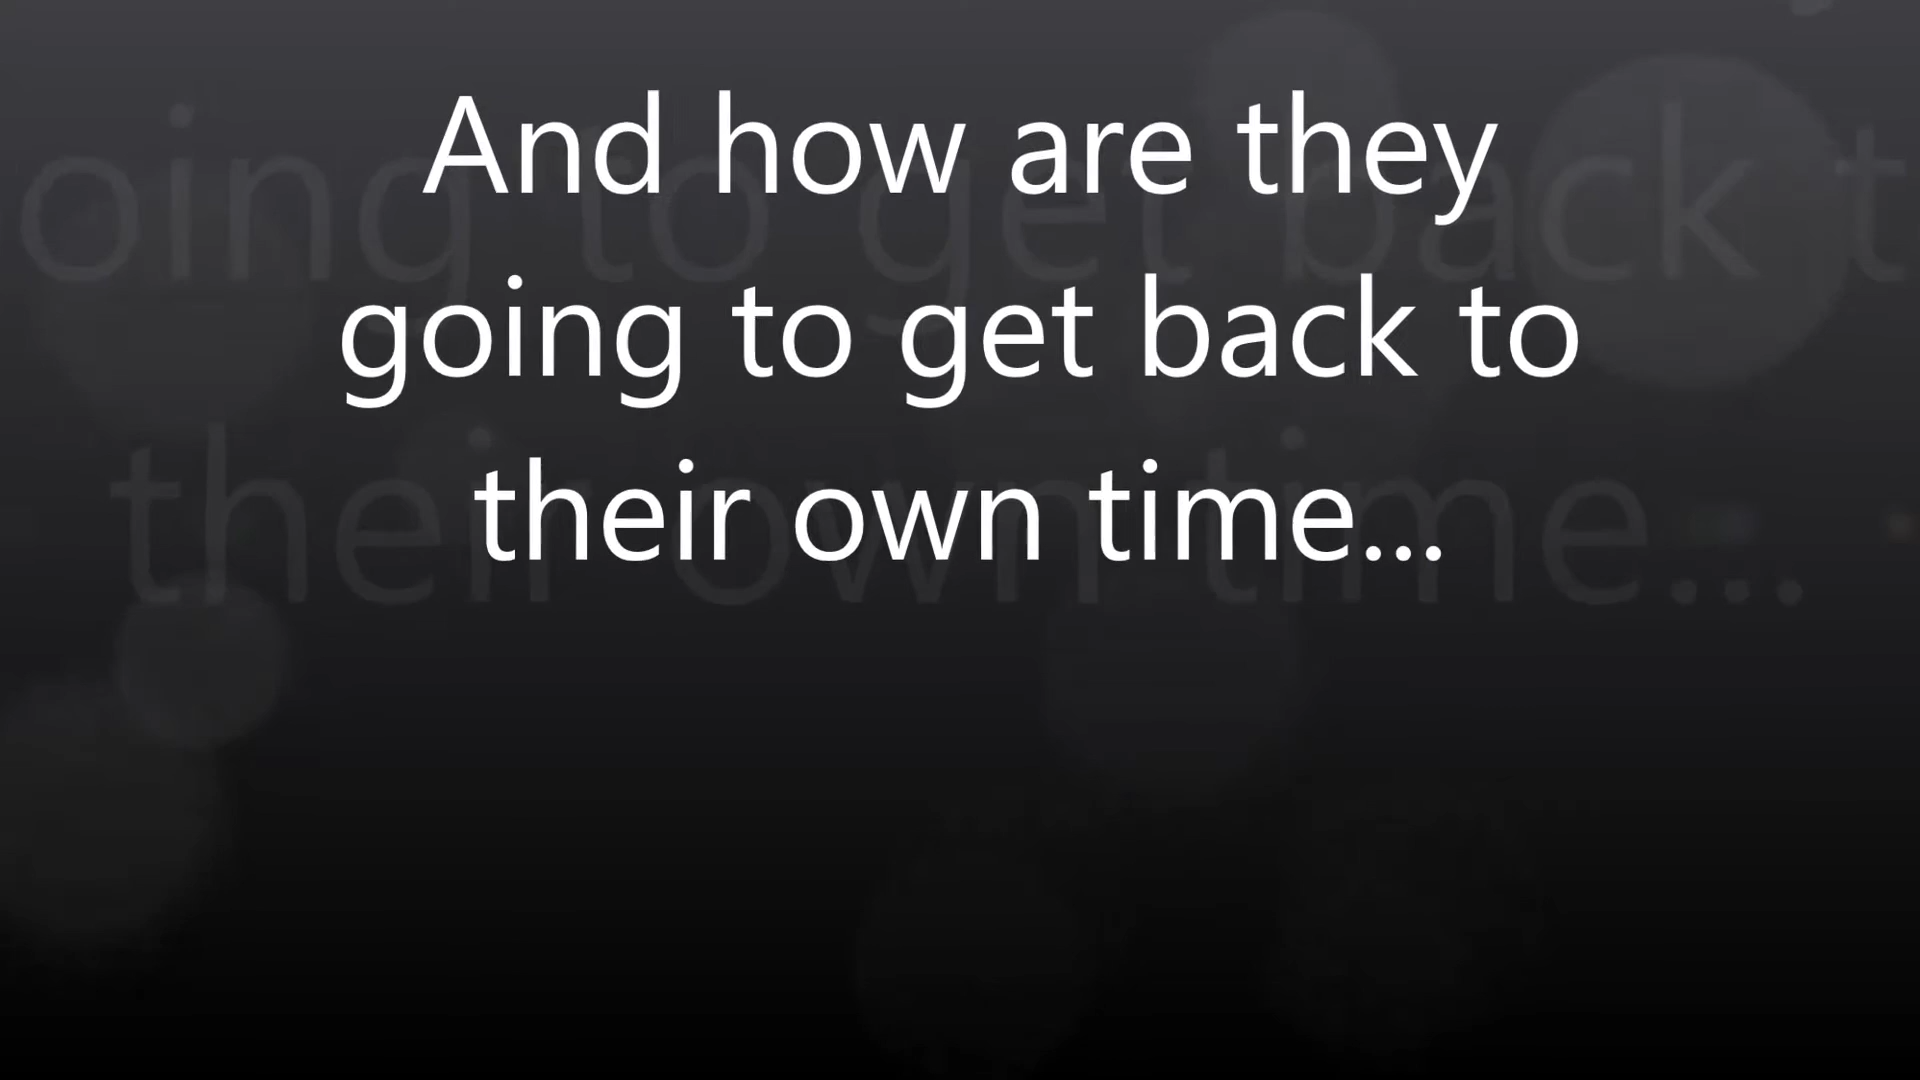 And how are they
going to get back to
their own time...